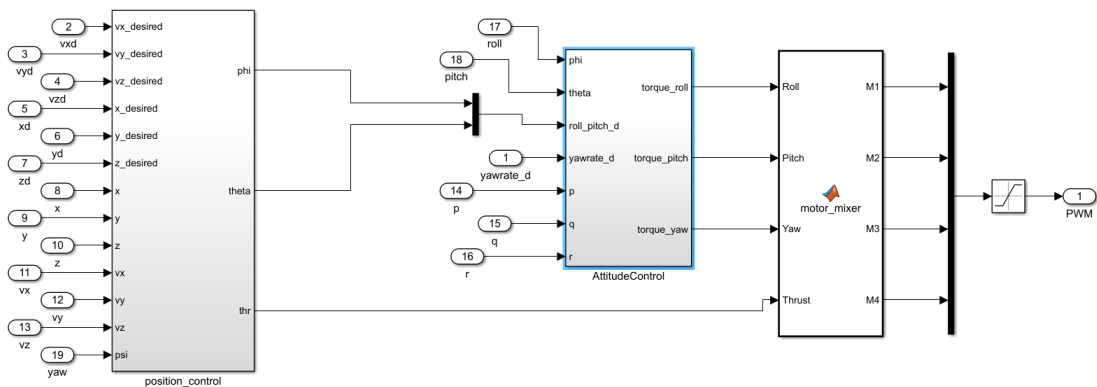 2
vxd
3
vyd
4
vzd
5
xd
6
yd
7
zd
8
x
9
y
10
z
11
vx
12
vy
13
vz
19
yaw
vx_desired
vy_desired
vz_desired
x_desired
y_desired
z_desired
x
y
z
vx
vy
vz
psi
phi
theta
thr
position_control
17
roll
18
pitch
1
yawrate_d
14
p
15
q
16
r
phi
theta
roll_pitch_d
yawrate_d
p
q
r
torque_roll
torque_pitch
torque_yaw
AttitudeControl
Roll
Pitch
Yaw
Thrust
motor_mixer
M1
M2
M3
M4
1
PWM